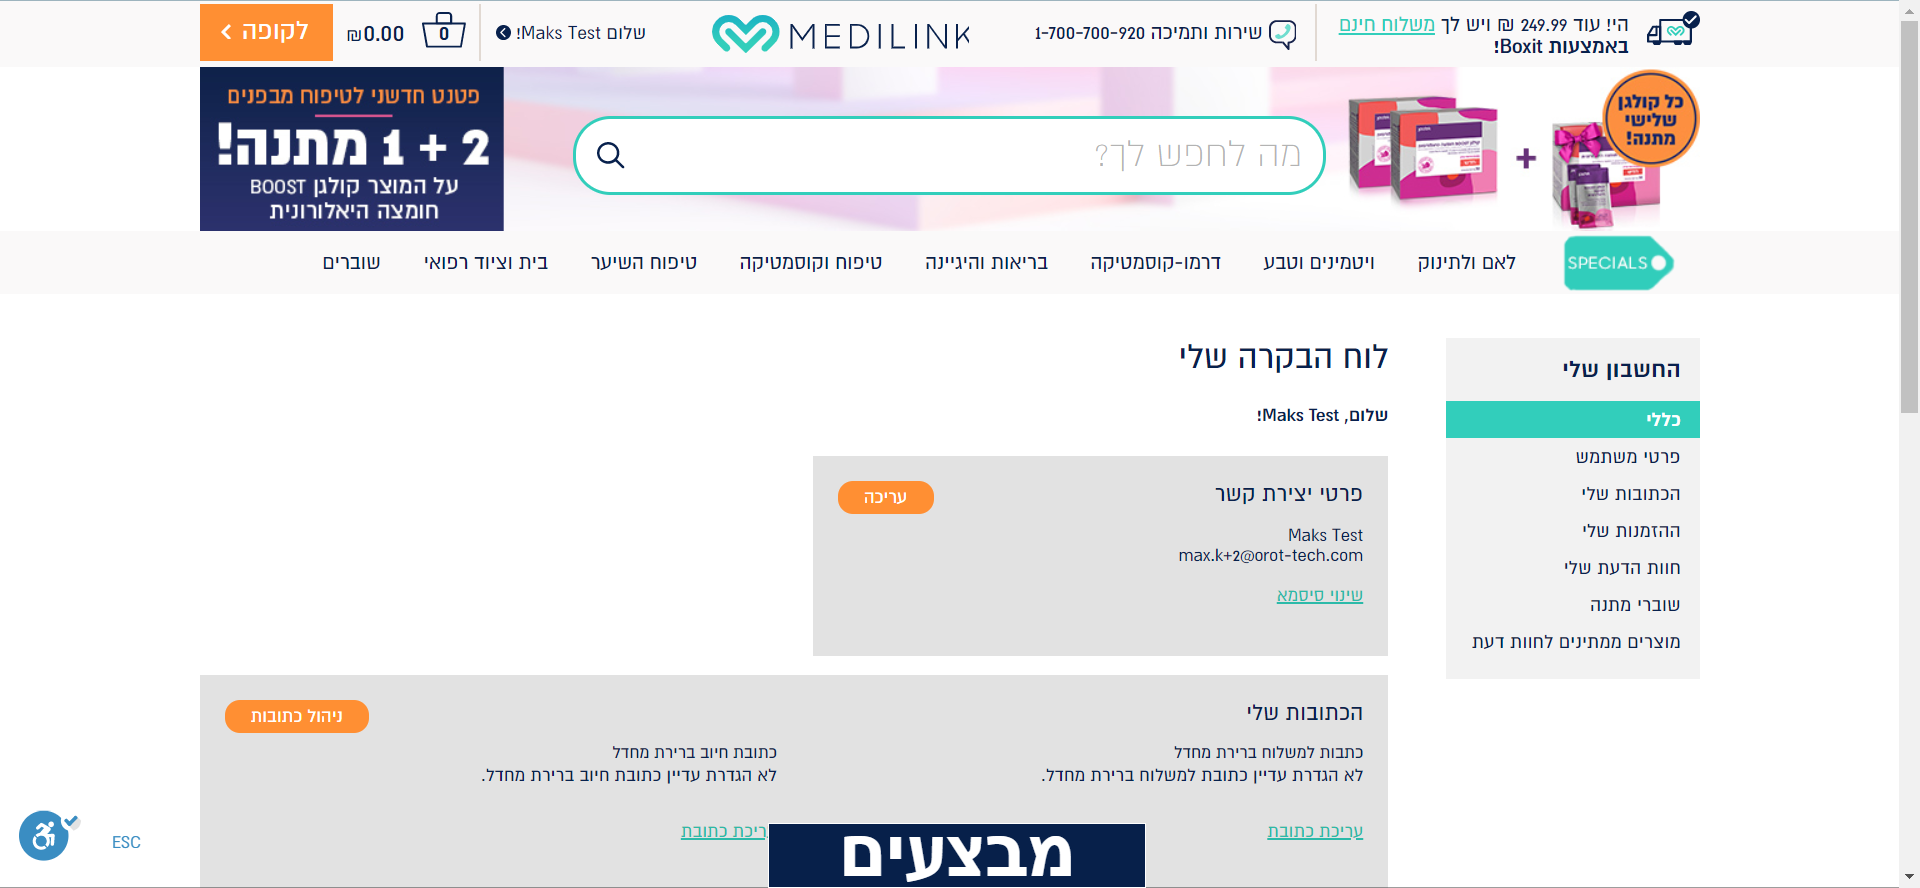 היי! עוד 249.99 ₪ ויש לך משלוח חינם
באמצעות Boxit!
שירות ותמיכה 1-700-700-920
MEDILINK
שלום Maks Test!
0
₪0.00
לקופה
כל קולגן
שלישי
מתנה!
+
מה לחפש לך?
פטנט חדשני לטיפוח מבפנים
2 + 1 מתנה!
על המוצר קולגן BOOST
חומצה היאלורונית
SPECIALS
לאם ולתינוק
ויטמינים וטבע
דרמו-קוסמטיקה
בריאות והיגיינה
טיפוח וקוסמטיקה
טיפוח השיער
בית וציוד רפואי
שוברים
החשבון שלי
כללי
פרטי משתמש
הכתובות שלי
ההזמנות שלי
חוות הדעת שלי
שוברי מתנה
מוצרים ממתינים לחוות דעת
לוח הבקרה שלי
שלום, Maks Test!
פרטי יצירת קשר
עריכה
Maks Test
max.k+2@orot-tech.com
שינוי סיסמא
הכתובות שלי
ניהול כתובות
כתבות למשלוח ברירת מחדל
לא הגדרת עדיין כתובת למשלוח ברירת מחדל.
עריכת כתובת
כתובת חיוב ברירת מחדל
לא הגדרת עדיין כתובת חיוב ברירת מחדל.
עריכת כתובת
מבצעים
ESC